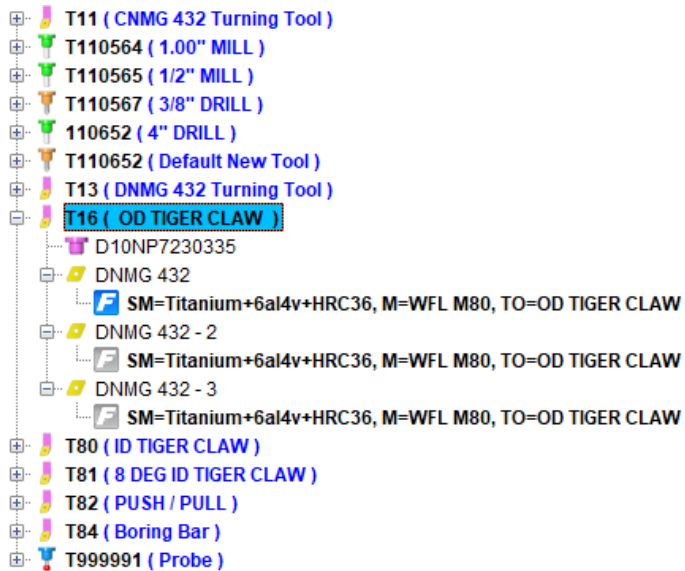 T11 ( CNMG 432 Turning Tool )
T110564 ( 1.00" MILL )
T110565 ( 1/2" MILL )
T110567 ( 3/8" DRILL )
110652 ( 4" DRILL )
T110652 ( Default New Tool )
T13 ( DNMG 432 Turning Tool )
T16 ( OD TIGER CLAW )
D10NP7230335
DNMG 432
F SM=Titanium+6al4v+HRC36, M=WFL M80, TO=OD TIGER CLAW
DNMG 432 - 2
F SM=Titanium+6al4v+HRC36, M=WFL M80, TO=OD TIGER CLAW
DNMG 432 - 3
F SM=Titanium+6al4v+HRC36, M=WFL M80, TO=OD TIGER CLAW
T80 ( ID TIGER CLAW )
T81 ( 8 DEG ID TIGER CLAW )
T82 ( PUSH / PULL )
T84 ( Boring Bar )
T999991 ( Probe )